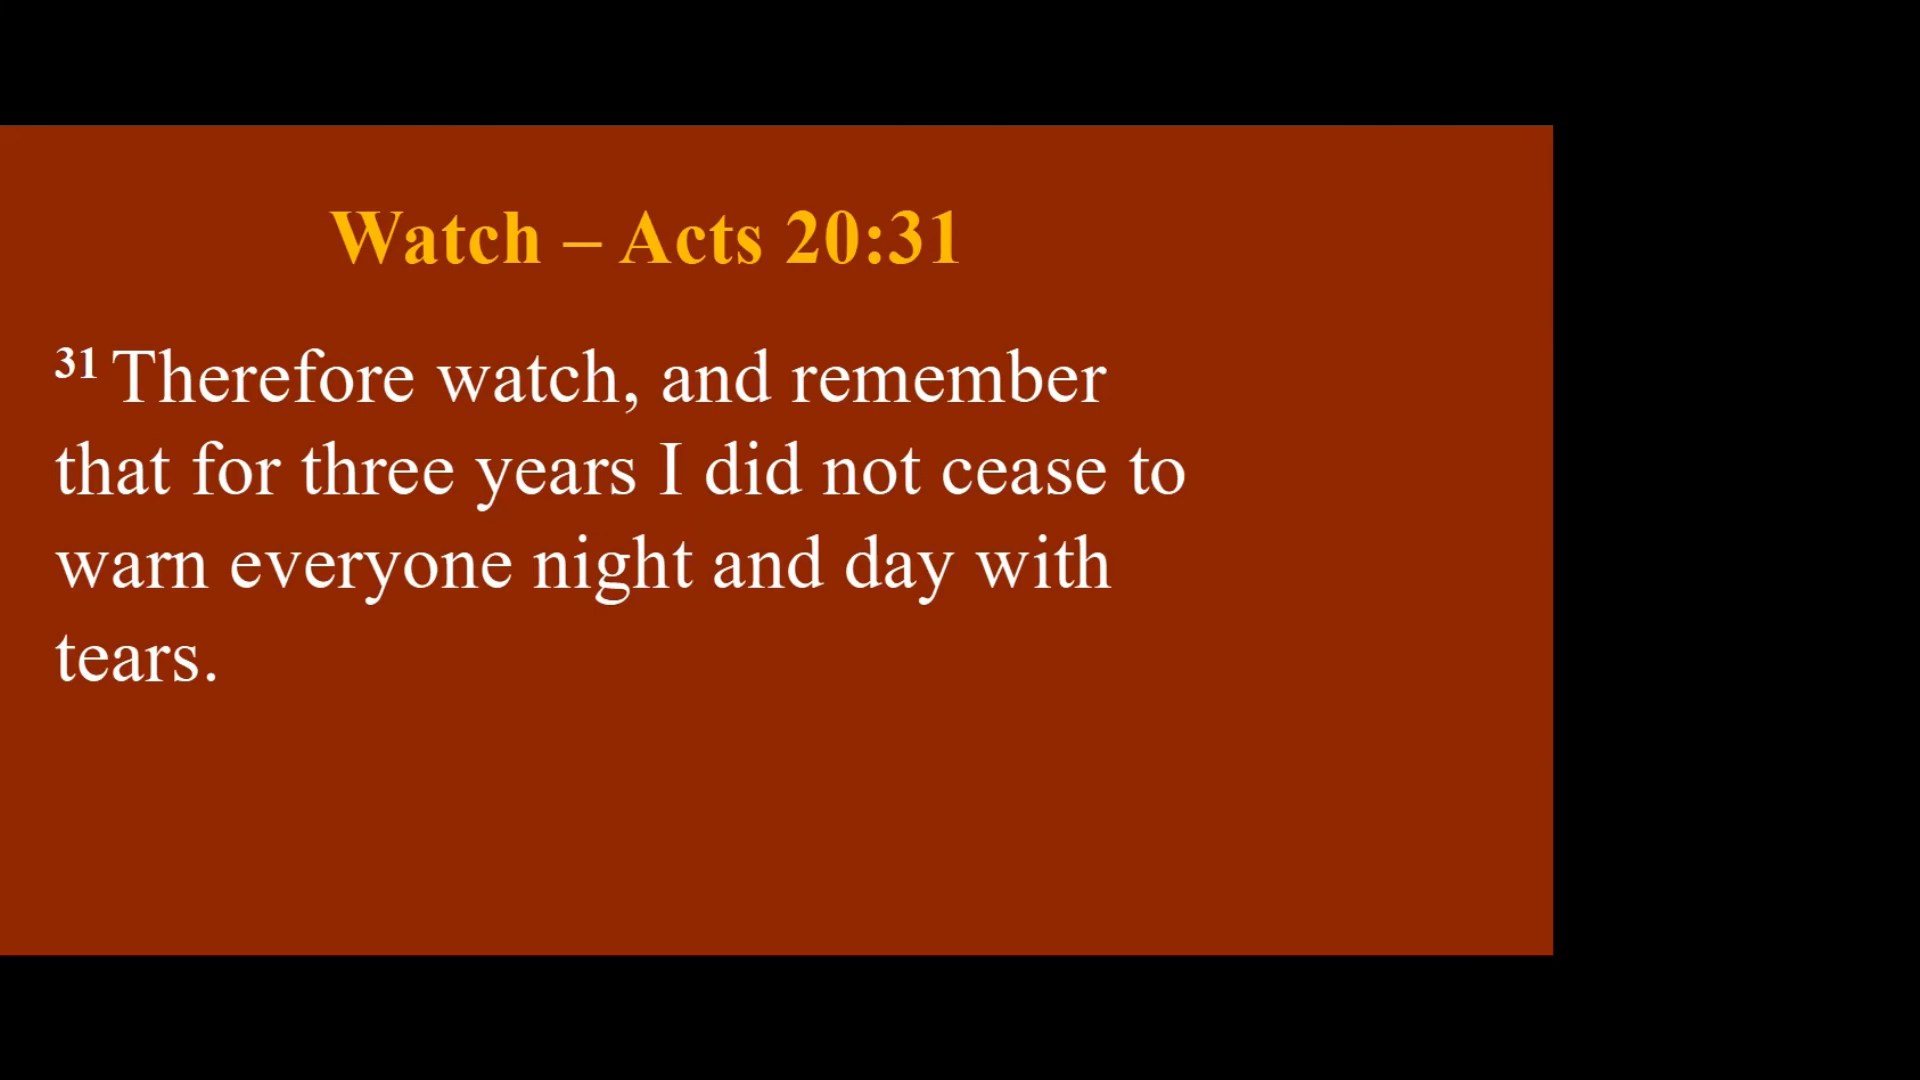 Watch – Acts 20:31
31 Therefore watch, and remember
that for three years I did not cease to
warn everyone night and day with
tears.